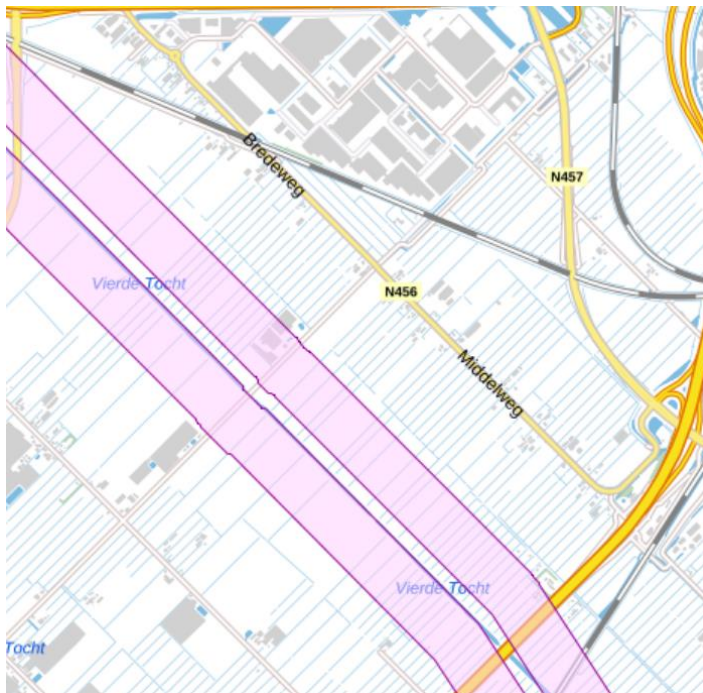 Bredeweg
N457
Vierde Tocht
N456
Middelweg
Vierde Tocht
Tocht